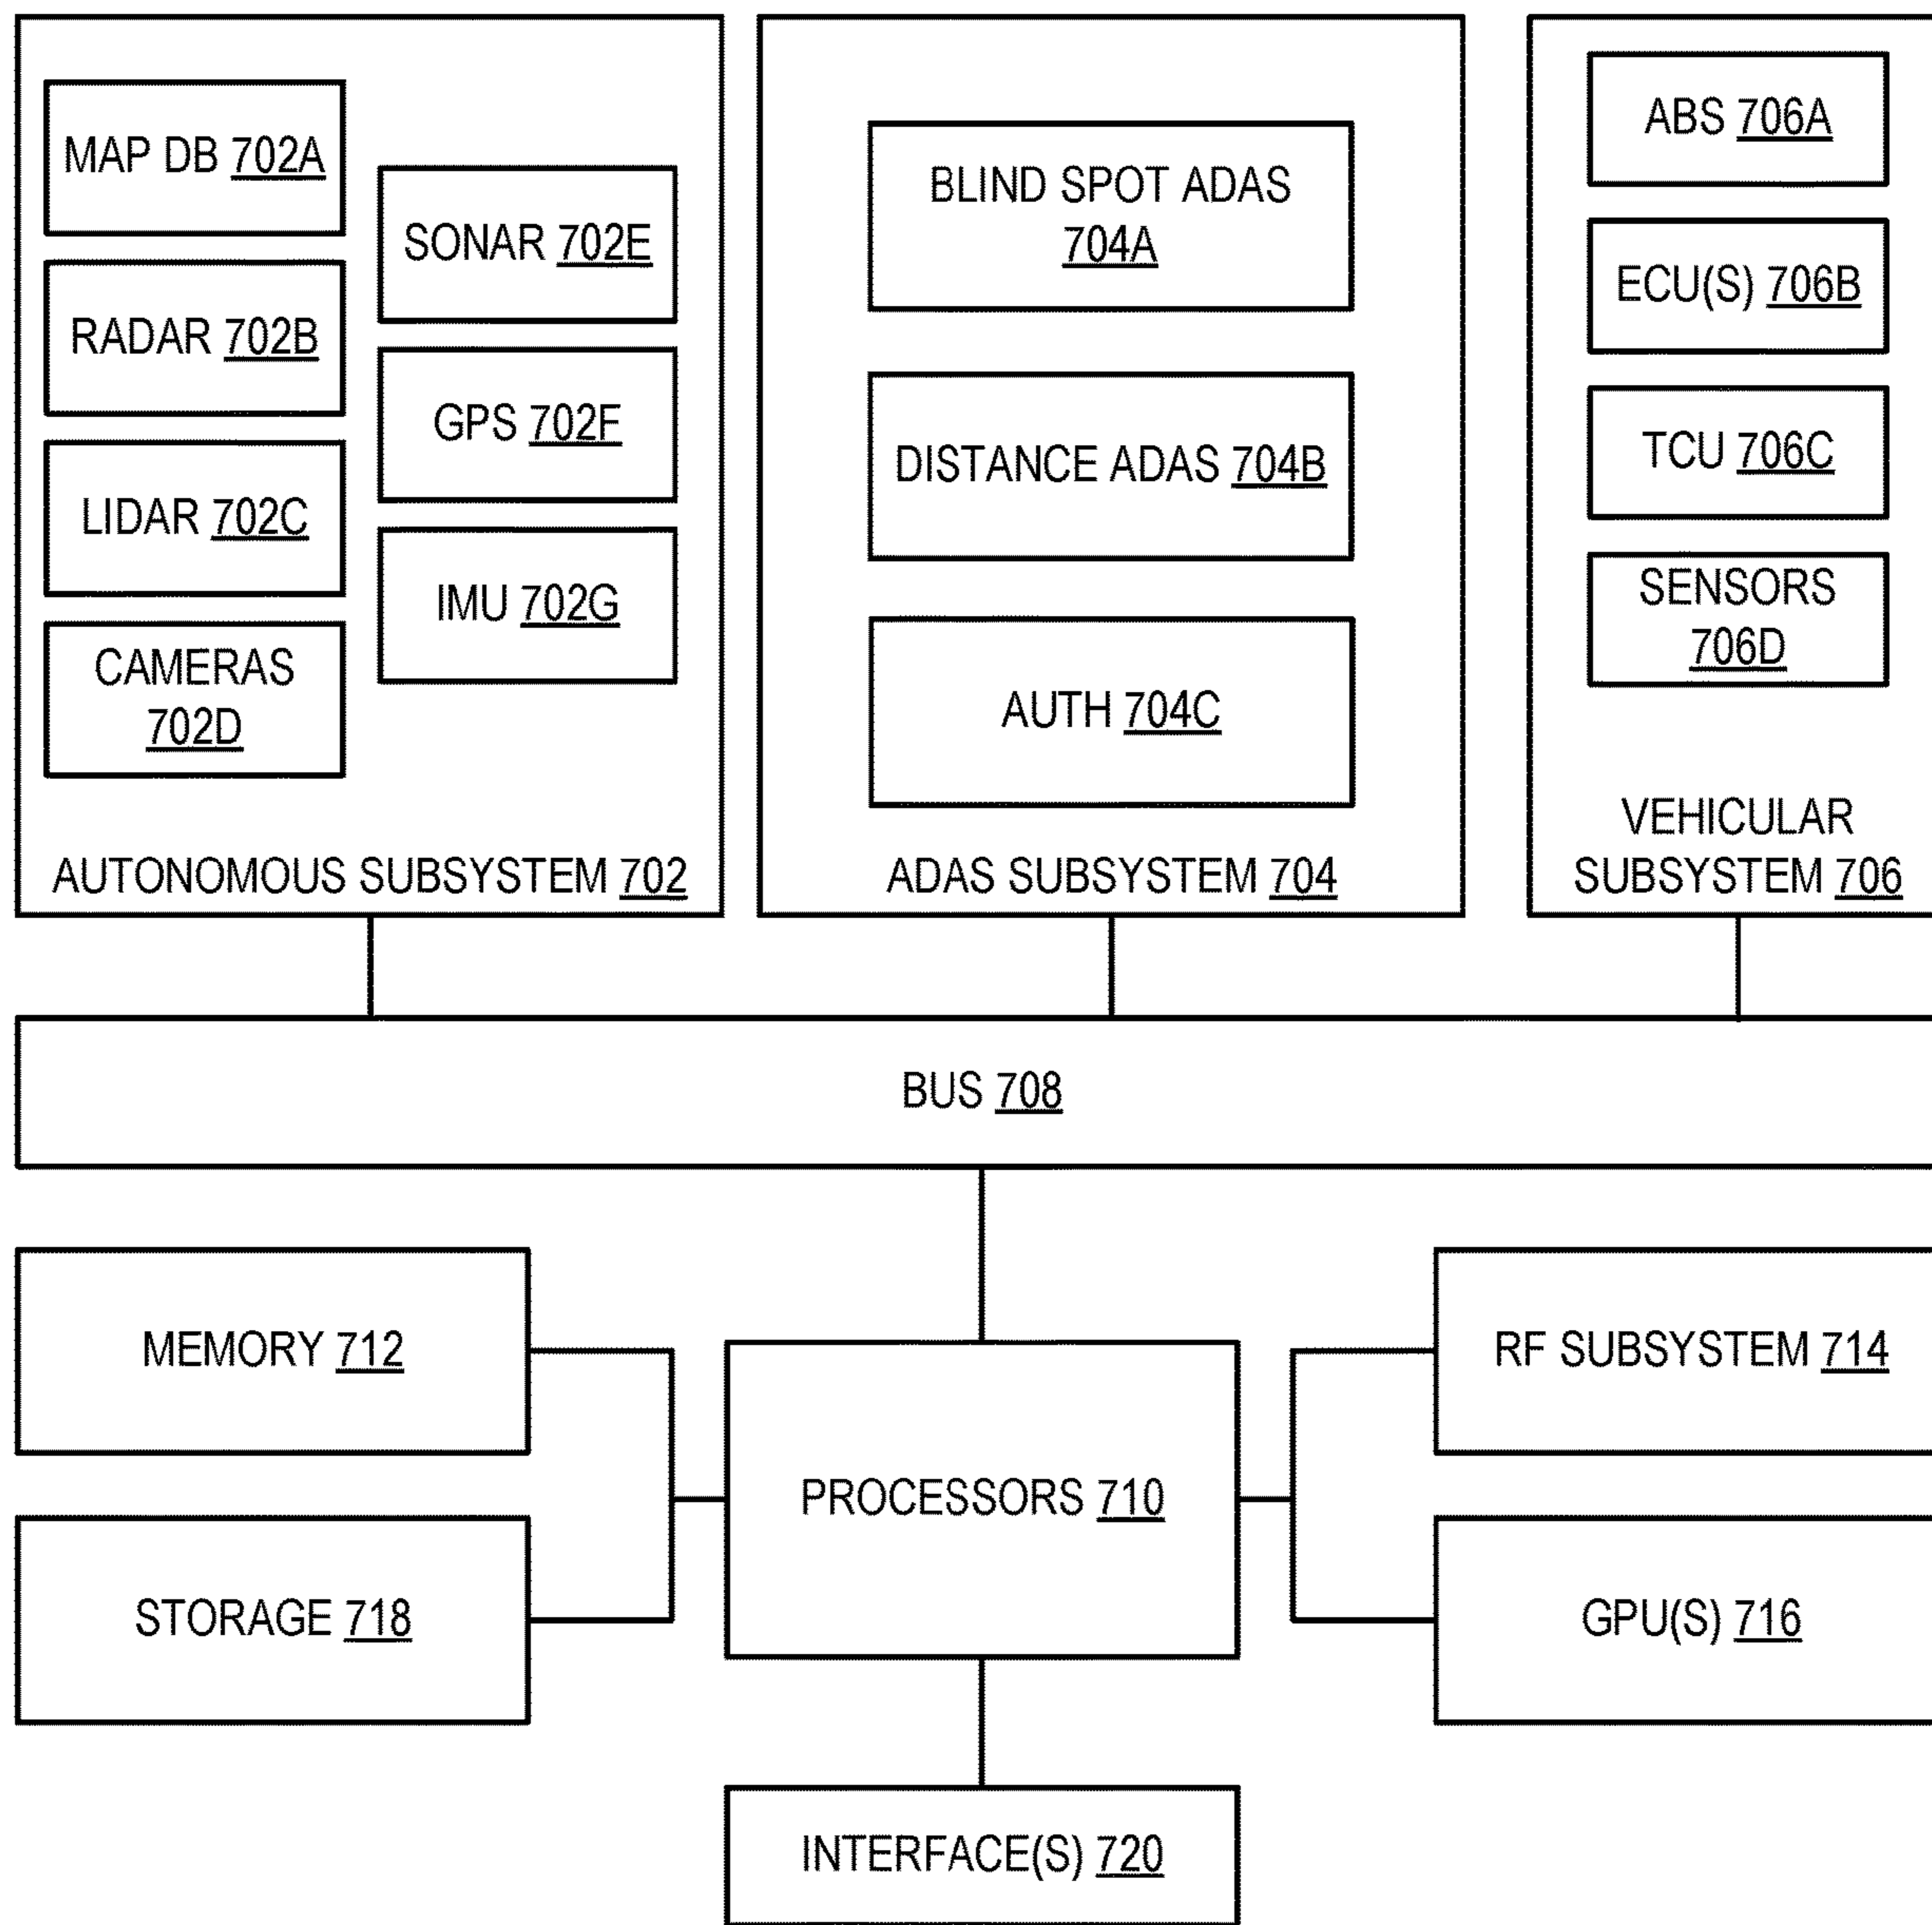 MAP DB 702A
RADAR 702B
LIDAR 702C
CAMERAS
702D
SONAR 702E
GPS 702F
IMU 702G
AUTONOMOUS SUBSYSTEM 702
BLIND SPOT ADAS
704A
DISTANCE ADAS 704B
AUTH 704C
ADAS SUBSYSTEM 704
ABS 706A
ECU(S) 706B
TCU 706C
SENSORS
706D
VEHICULAR
SUBSYSTEM 706
BUS 708
MEMORY 712
STORAGE 718
PROCESSORS 710
RF SUBSYSTEM 714
GPU(S) 716
INTERFACE(S) 720